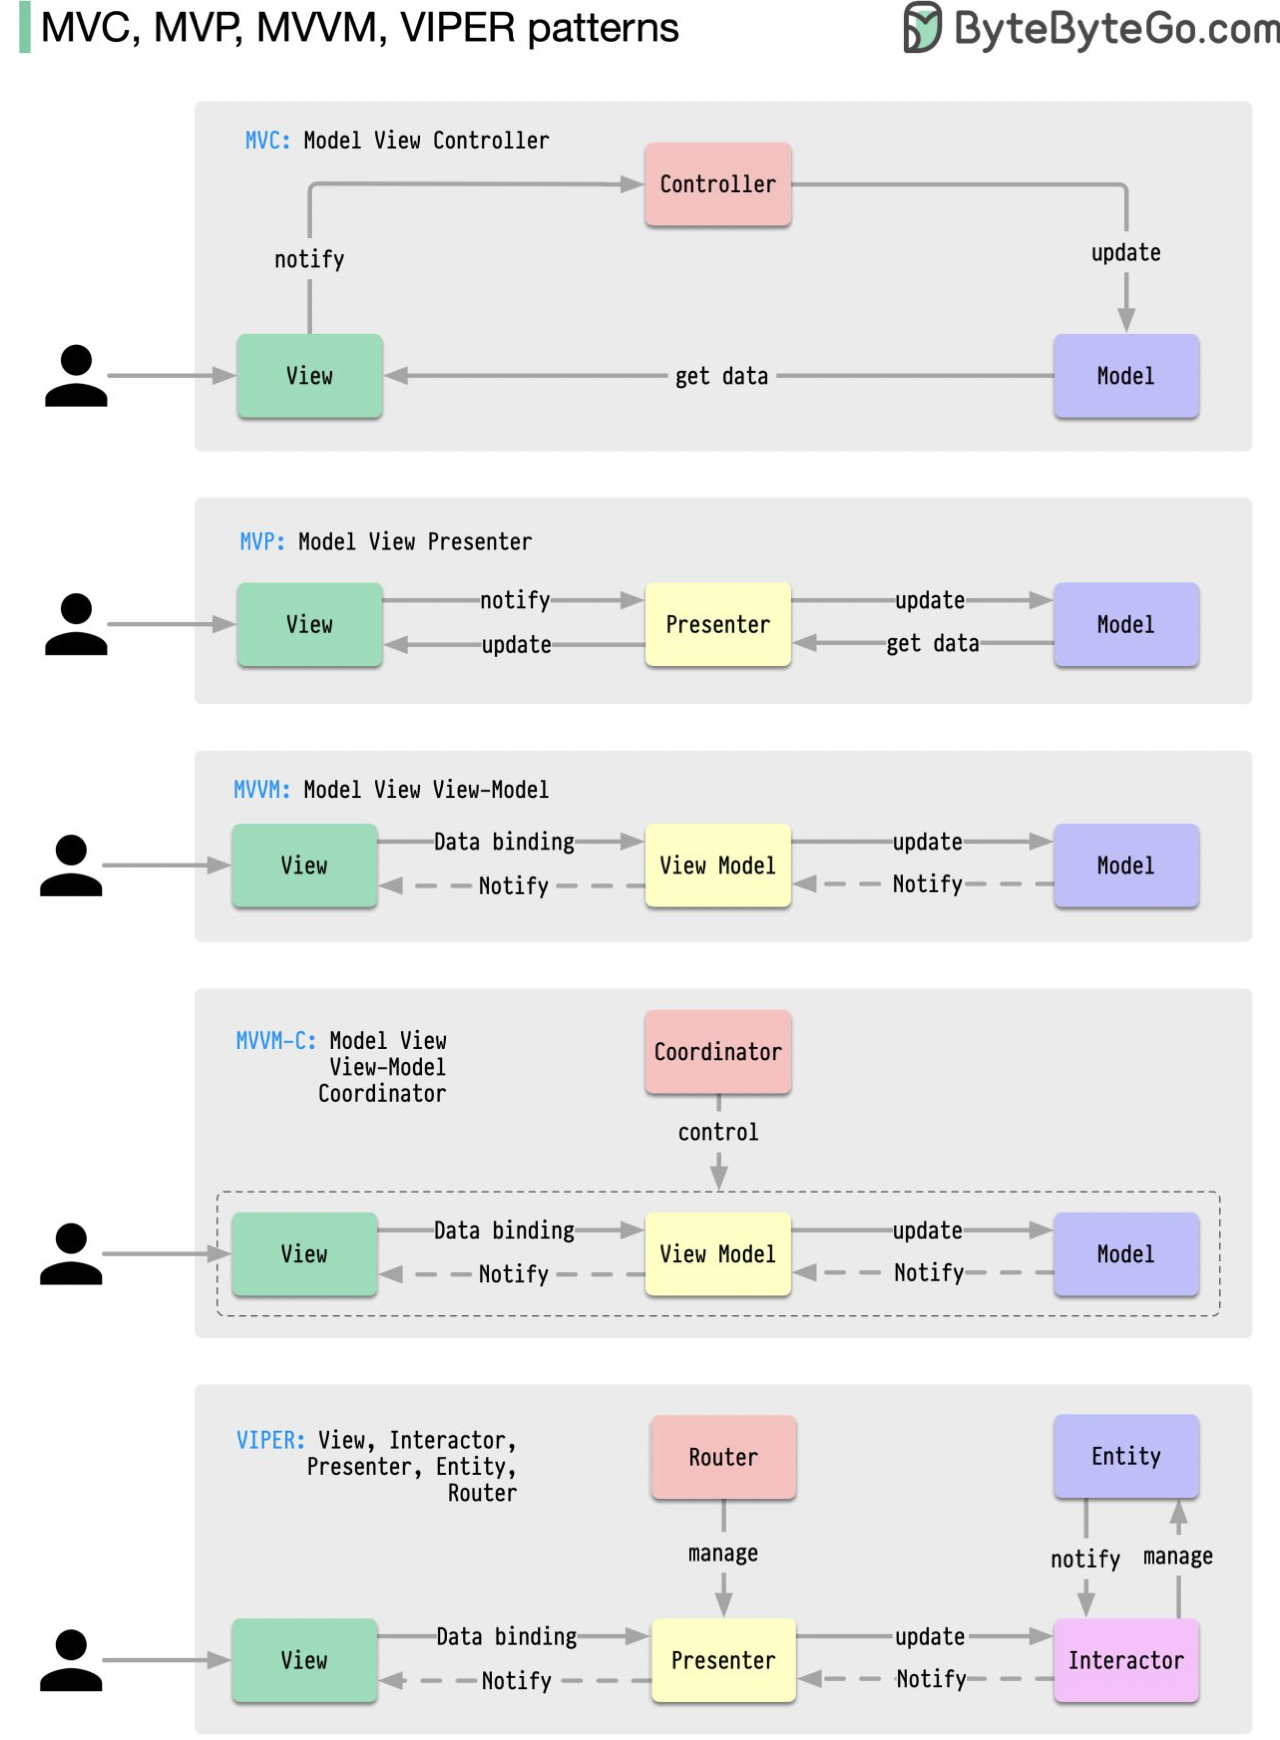 MVC, MVP, MVVM, VIPER patterns
ByteByteGo.com
MVC: Model View Controller
Controller
notify
update
View
get data
Model
MVP: Model View Presenter
View
notify
update
Presenter
update
get data
Model
MVVM: Model View View-Model
View
Data binding
Notify
View Model
update
Notify
Model
MVVM-C: Model View
View-Model
Coordinator
Coordinator
control
View
Data binding
Notify
View Model
update
Notify
Model
VIPER: View, Interactor,
Presenter, Entity,
Router
Router
Entity
manage
notify
manage
View
Data binding
Notify
Presenter
update
Notify
Interactor